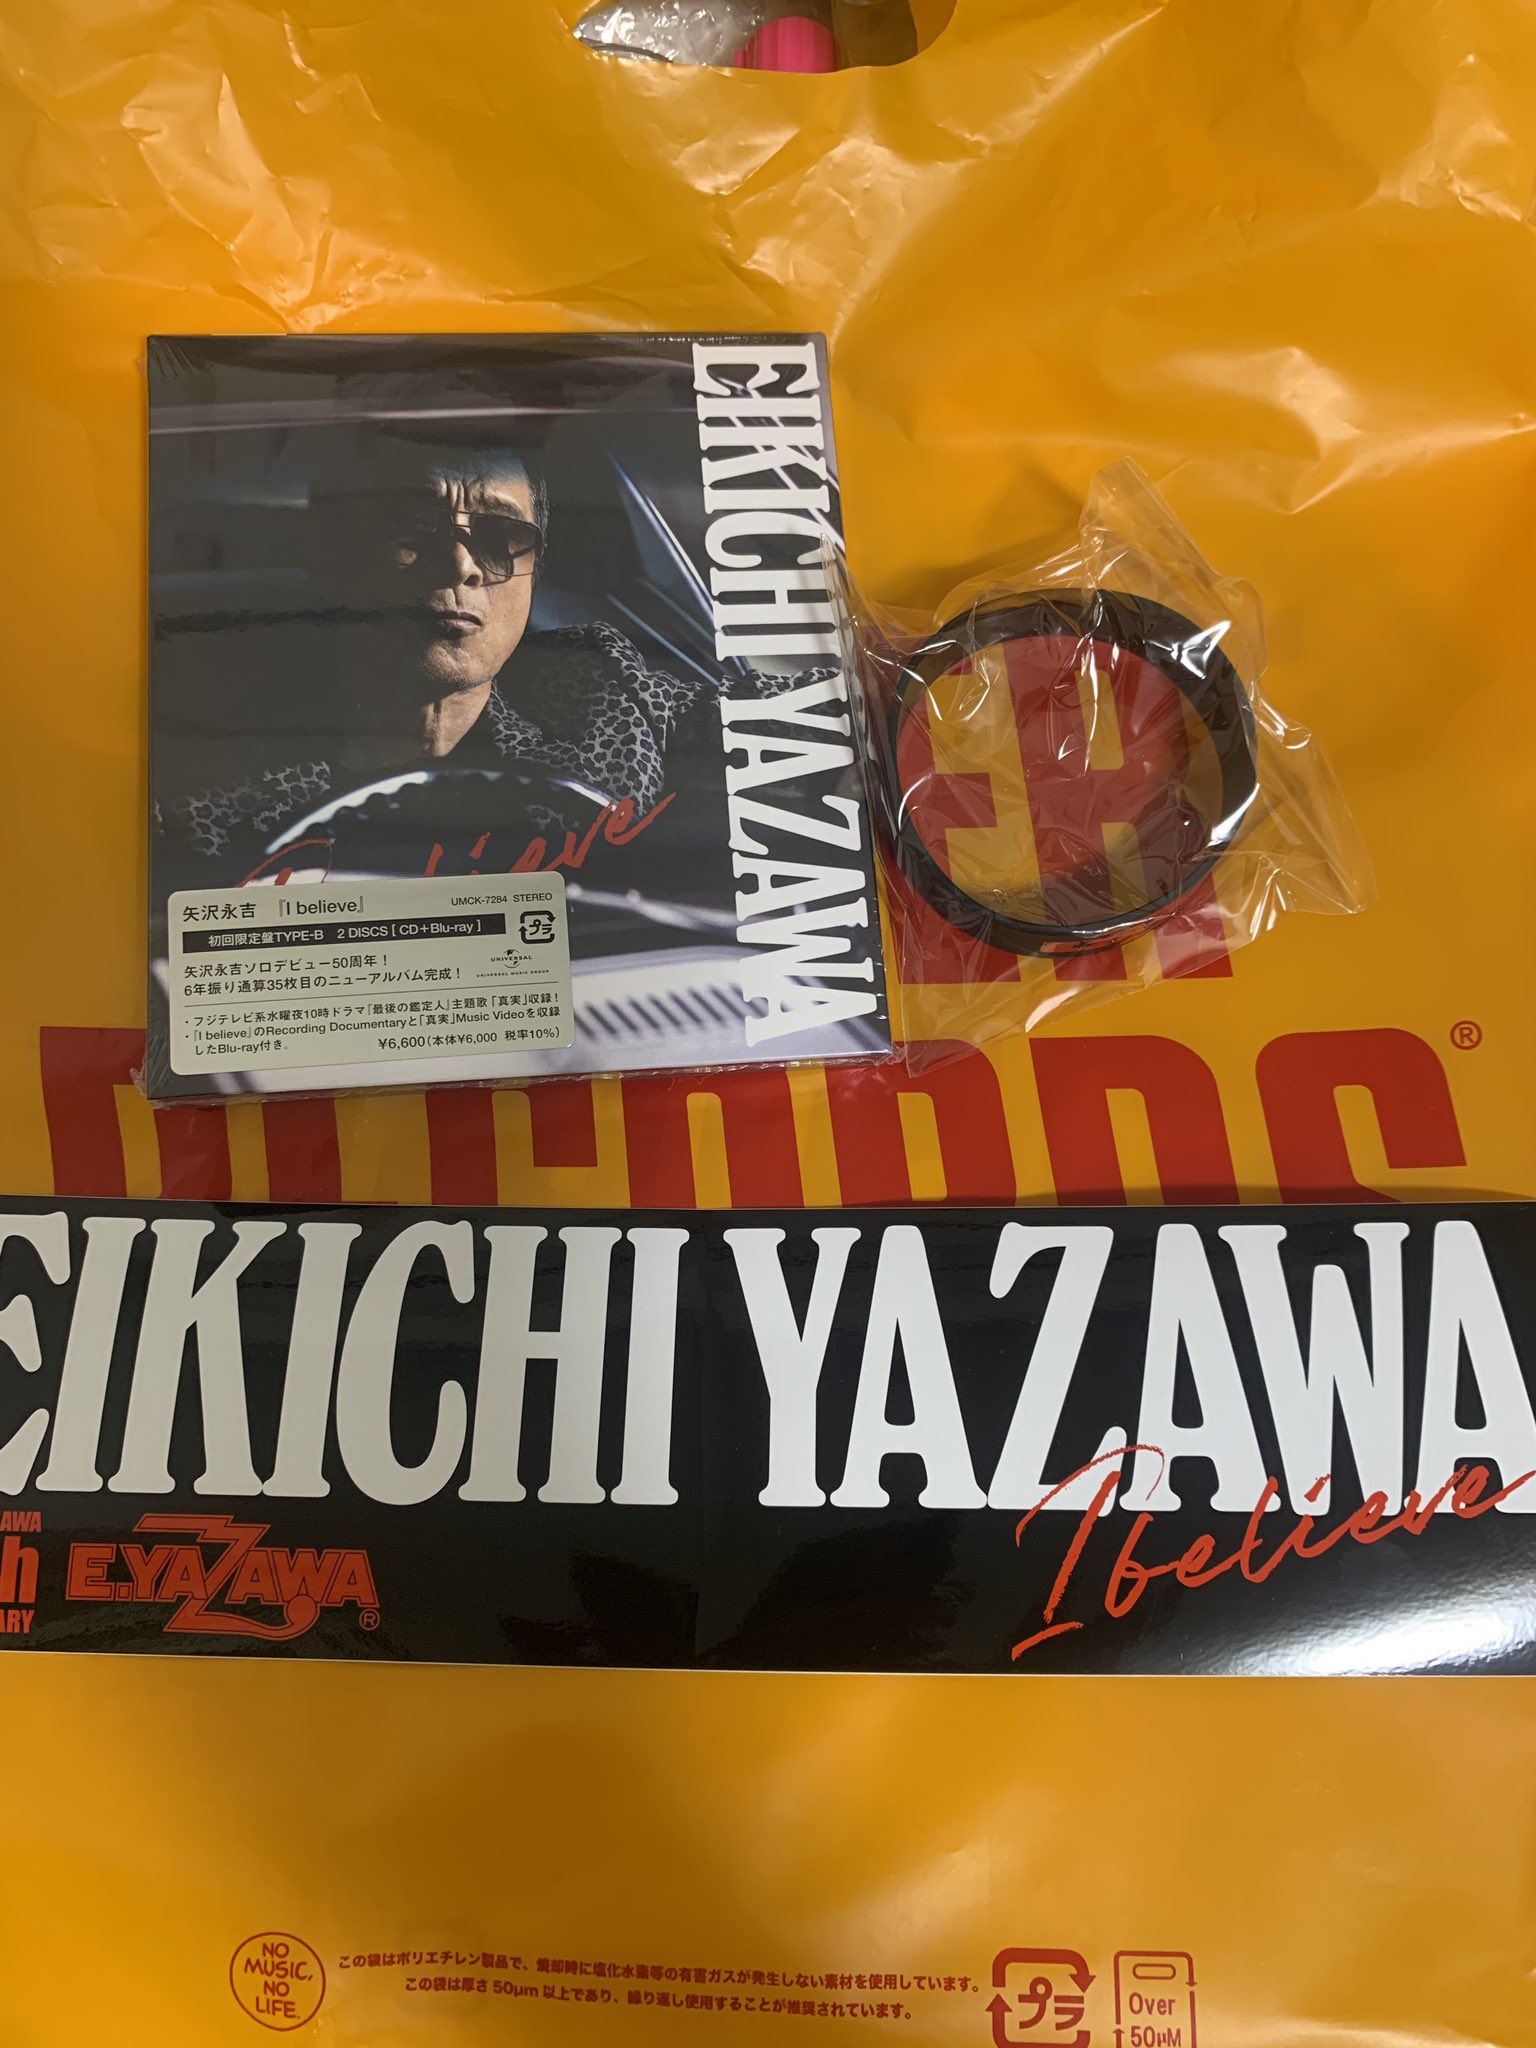 EIKICHI YAZAWA
I believe
矢沢永吉 『I believe』
UMCK-7284 STEREO
初回限定盤TYPE-B 2 DISCS [ CD+Blu-ray ]
プラ
矢沢永吉ソロデビュー50周年！
6年振り通算35枚目のニューアルバム完成！
UNIVERSAL
UNIVERSAL MUSIC GROUP
・フジテレビ系水曜夜10時ドラマ『最後の鑑定人』主題歌「真実」収録！
・『I believe』のRecording Documentaryと「真実」Music Videoを収録
したBlu-ray付き。
¥6,600(本体¥6,000 税率10%)
ER
RECORDS®
EIKICHI YAZAWA
I believe
AWA
h
ARY
E.YAZAWA®
NO
MUSIC,
NO
LIFE.
この袋はポリエチレン製品で、焼却時に塩化水素等の有害ガスが発生しない素材を使用しています。
この袋は厚さ 50μm 以上であり、繰り返し使用することが推奨されています。
プラ
Over
50μM